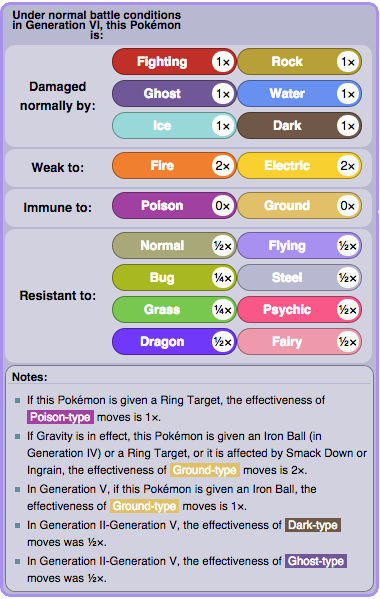 Under normal battle conditions
in Generation VI, this Pokémon
is:
Damaged
normally by:
Fighting 1×
Rock 1×
Ghost 1×
Water 1×
Ice 1×
Dark 1×
Weak to:
Fire 2×
Electric 2×
Immune to:
Poison 0×
Ground 0×
Resistant to:
Normal ½×
Flying ½×
Bug ¼×
Steel ½×
Grass ¼×
Psychic ½×
Dragon ½×
Fairy ½×
Notes:
If this Pokémon is given a Ring Target, the effectiveness of
Poison-type moves is 1×.
If Gravity is in effect, this Pokémon is given an Iron Ball (in
Generation IV) or a Ring Target, or it is affected by Smack Down or
Ingrain, the effectiveness of Ground-type moves is 2×.
In Generation V, if this Pokémon is given an Iron Ball, the
effectiveness of Ground-type moves is 1×.
In Generation II-Generation V, the effectiveness of Dark-type
moves was ½×.
In Generation II-Generation V, the effectiveness of Ghost-type
moves was ½×.